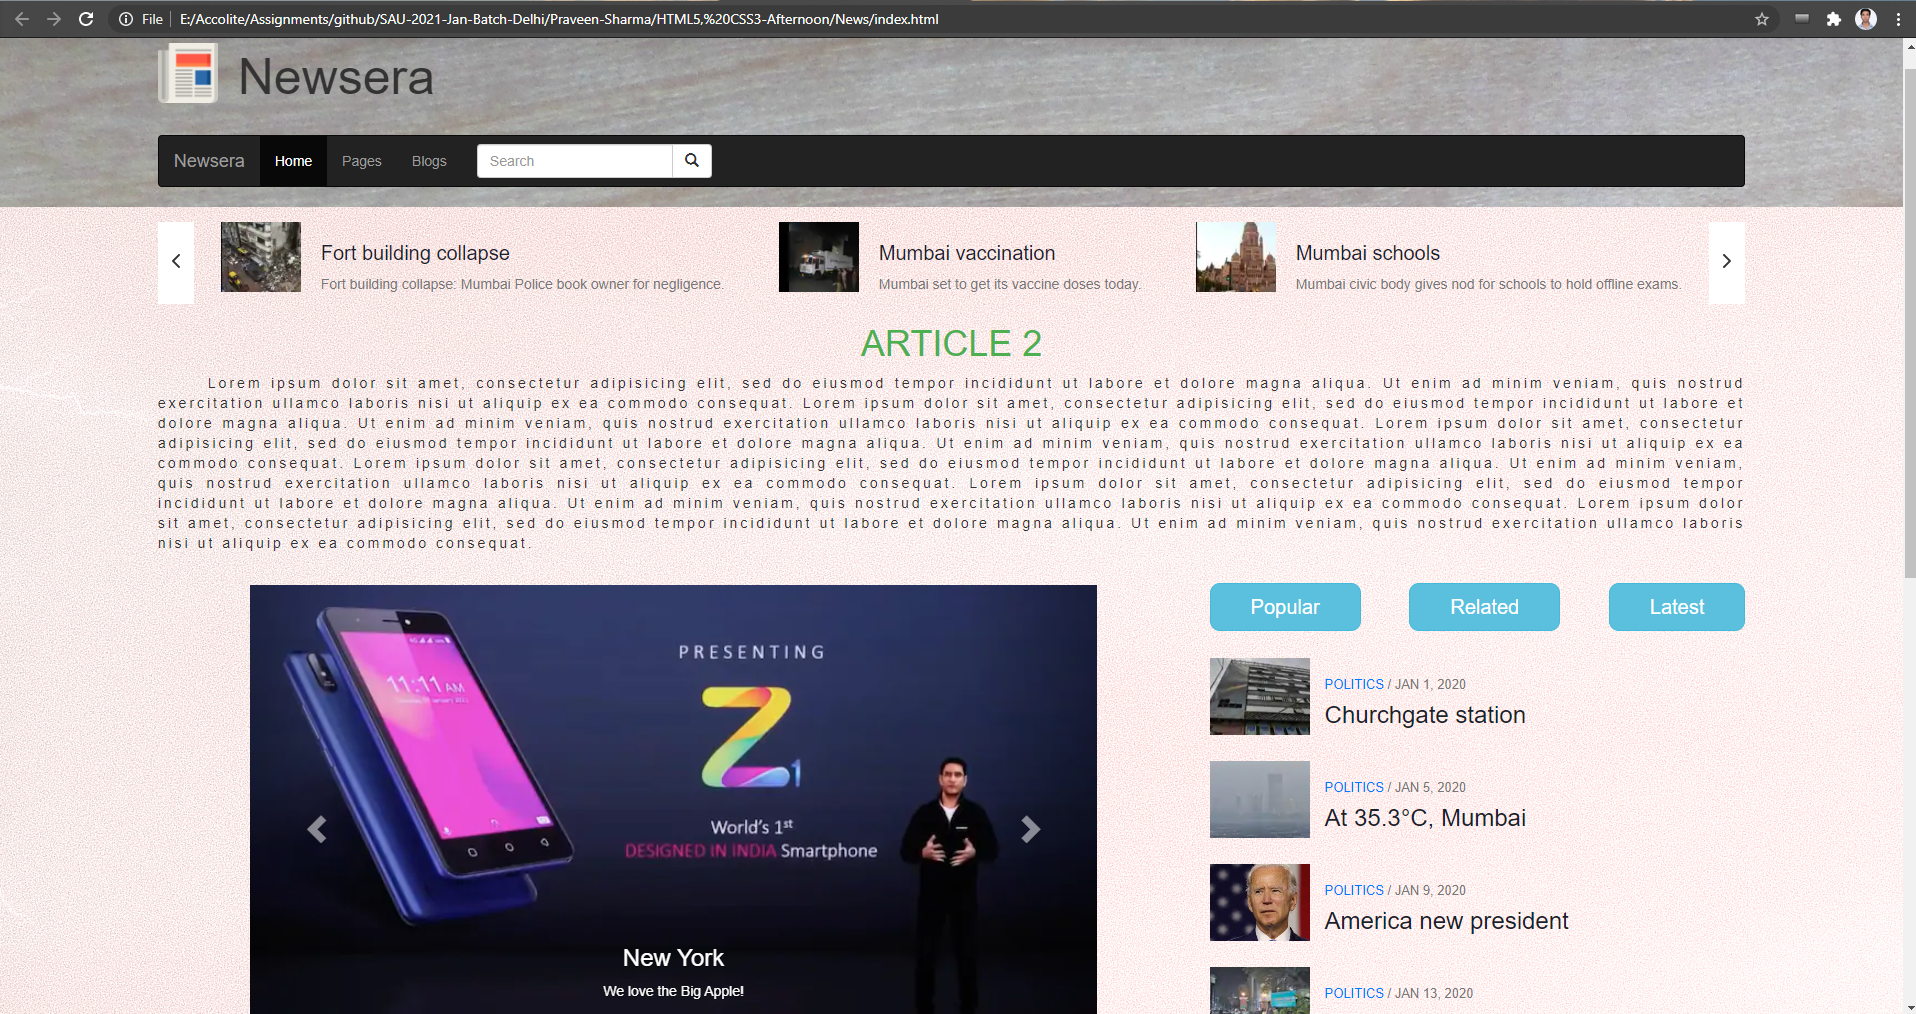 File
E:/Accolite/Assignments/github/SAU-2021-Jan-Batch-Delhi/Praveen-Sharma/HTML5,%20CSS3-Afternoon/News/index.html
Newsera
Newsera Home Pages Blogs Search
Fort building collapse
Fort building collapse: Mumbai Police book owner for negligence.
Mumbai vaccination
Mumbai set to get its vaccine doses today.
Mumbai schools
Mumbai civic body gives nod for schools to hold offline exams.
ARTICLE 2
Lorem ipsum dolor sit amet, consectetur adipisicing elit, sed do eiusmod tempor incididunt ut labore et dolore magna aliqua. Ut enim ad minim veniam, quis nostrud
exercitation ullamco laboris nisi ut aliquip ex ea commodo consequat. Lorem ipsum dolor sit amet, consectetur adipisicing elit, sed do eiusmod tempor incididunt ut labore et
dolore magna aliqua. Ut enim ad minim veniam, quis nostrud exercitation ullamco laboris nisi ut aliquip ex ea commodo consequat. Lorem ipsum dolor sit amet, consectetur
adipisicing elit, sed do eiusmod tempor incididunt ut labore et dolore magna aliqua. Ut enim ad minim veniam, quis nostrud exercitation ullamco laboris nisi ut aliquip ex ea
commodo consequat. Lorem ipsum dolor sit amet, consectetur adipisicing elit, sed do eiusmod tempor incididunt ut labore et dolore magna aliqua. Ut enim ad minim veniam,
quis nostrud exercitation ullamco laboris nisi ut aliquip ex ea commodo consequat. Lorem ipsum dolor sit amet, consectetur adipisicing elit, sed do eiusmod tempor
incididunt ut labore et dolore magna aliqua. Ut enim ad minim veniam, quis nostrud exercitation ullamco laboris nisi ut aliquip ex ea commodo consequat. Lorem ipsum dolor
sit amet, consectetur adipisicing elit, sed do eiusmod tempor incididunt ut labore et dolore magna aliqua. Ut enim ad minim veniam, quis nostrud exercitation ullamco laboris
nisi ut aliquip ex ea commodo consequat.
11:11 AM
PRESENTING
Z1
World's 1st
DESIGNED IN INDIA Smartphone
New York
We love the Big Apple!
Popular Related Latest
POLITICS / JAN 1, 2020
Churchgate station
POLITICS / JAN 5, 2020
At 35.3°C, Mumbai
POLITICS / JAN 9, 2020
America new president
POLITICS / JAN 13, 2020